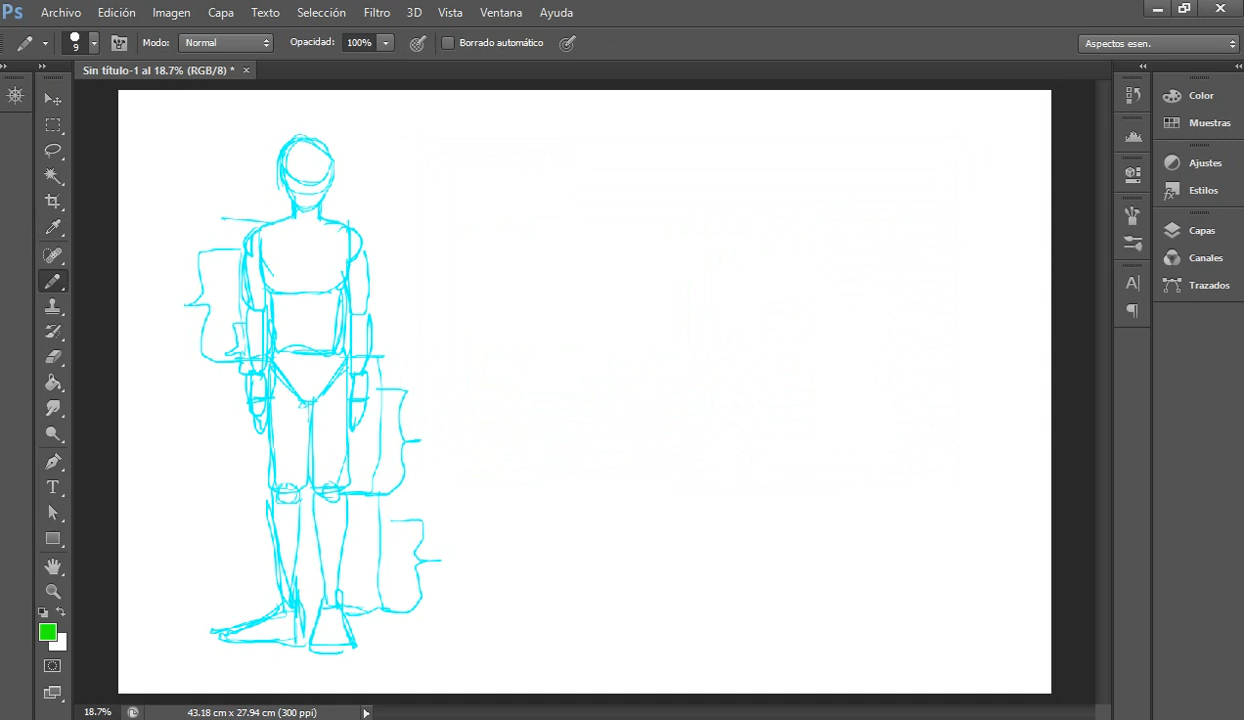 Ps Archivo Edición Imagen Capa Texto Selección Filtro 3D Vista Ventana Ayuda
9 Modo: Normal Opacidad: 100% Borrado automático Aspectos esen.
Sin título-1 al 18.7% (RGB/8) * ×
Color
Muestras
Ajustes
Estilos
Capas
Canales
Trazados
18.7% 43.18 cm x 27.94 cm (300 ppi)